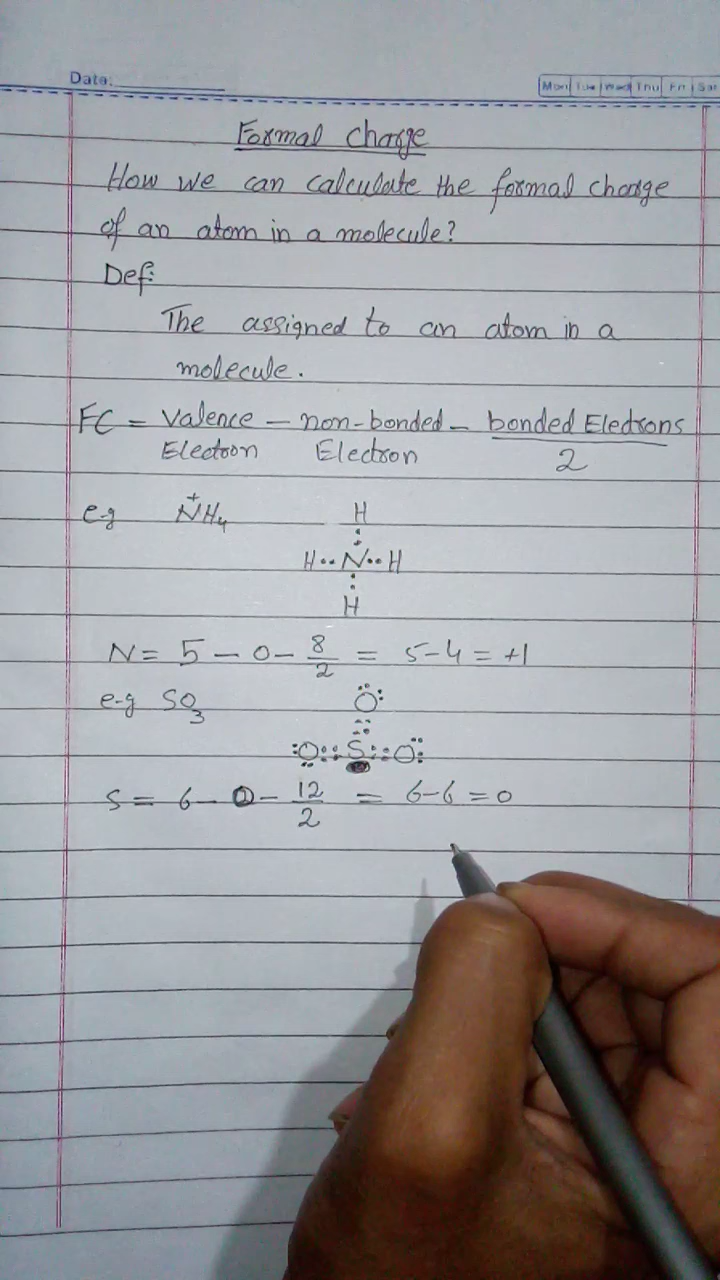 Date:
Mon Tue Wed Thu Fri Sat
Formal charge
How we can calculate the formal charge
of an atom in a molecule?
Def:
The assigned to an atom in a
molecule.
FC = Valence – non-bonded – bonded Electrons
Electron Electron 2
e.g N⁺H₄ H
H··N··H
H
N = 5 – 0 – 8/2 = 5-4 = +1
e-g SO₃ O
O::S::O
S = 6 – 0 – 12/2 = 6-6 = 0